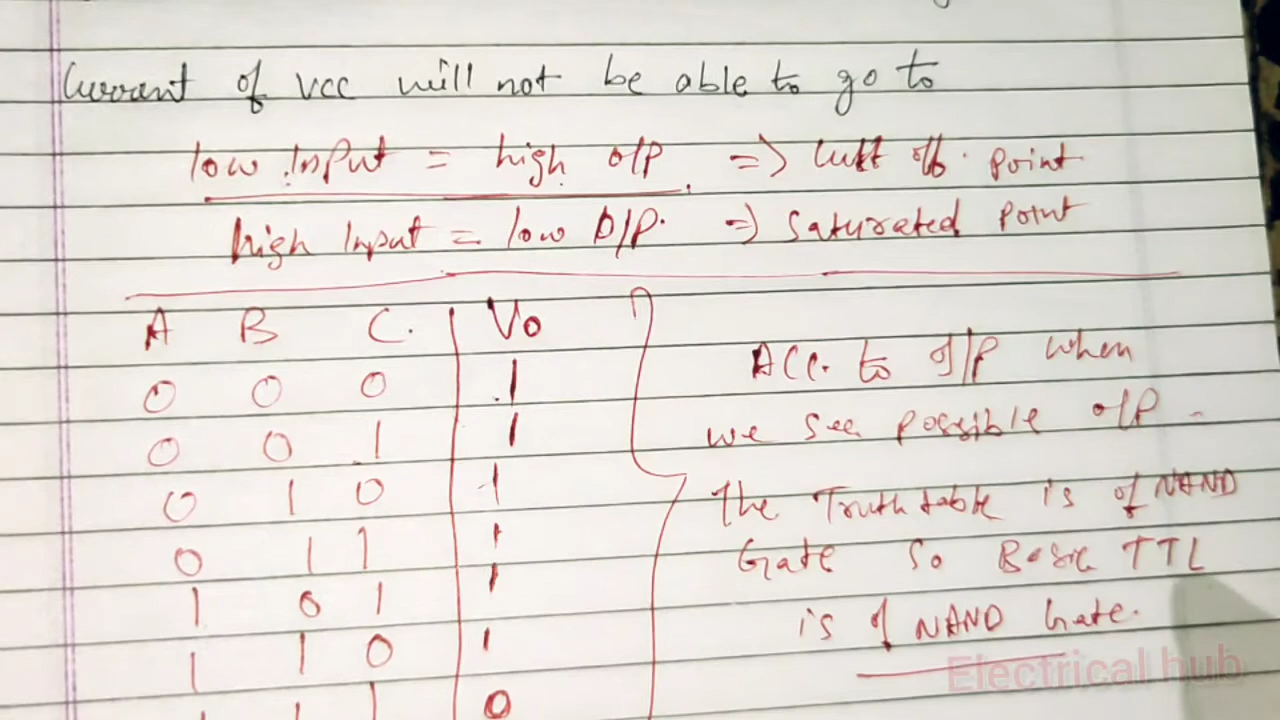 Current of Vcc will not be able to go to
low Input = high o/p => Cutt off point
high Input = low O/P. => Saturated point
A B C. Vo
0 0 0 1
0 0 1 1
0 1 0 1
0 1 1 1
1 0 1 1
1 1 0 1
1 1 1 0
Acc. to O/P when
we see possible o/p -
The Truth table is of NAND
Gate So Basic TTL
is of NAND Gate.
Electrical hub